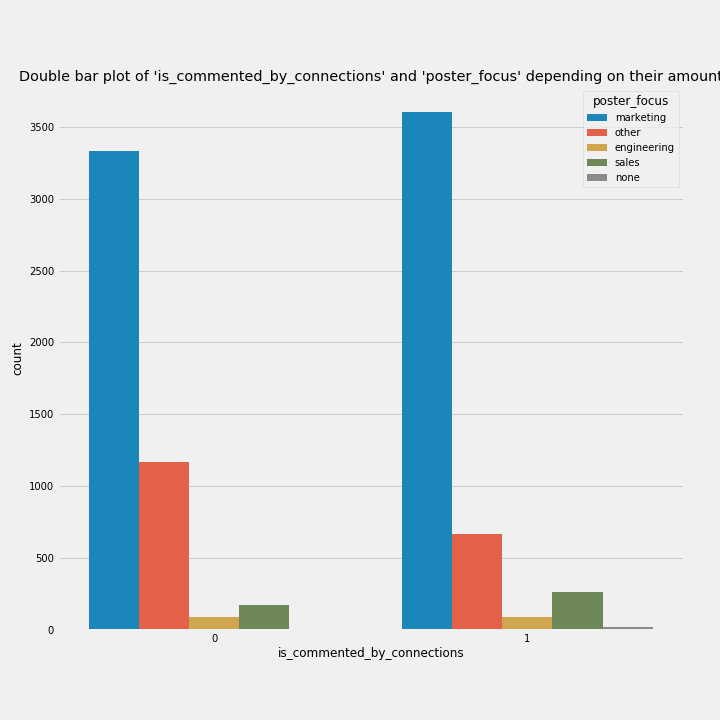 Double bar plot of 'is_commented_by_connections' and 'poster_focus' depending on their amount
poster_focus
marketing
other
engineering
sales
none
3500
3000
2500
2000
1500
1000
500
0
count
0
1
is_commented_by_connections